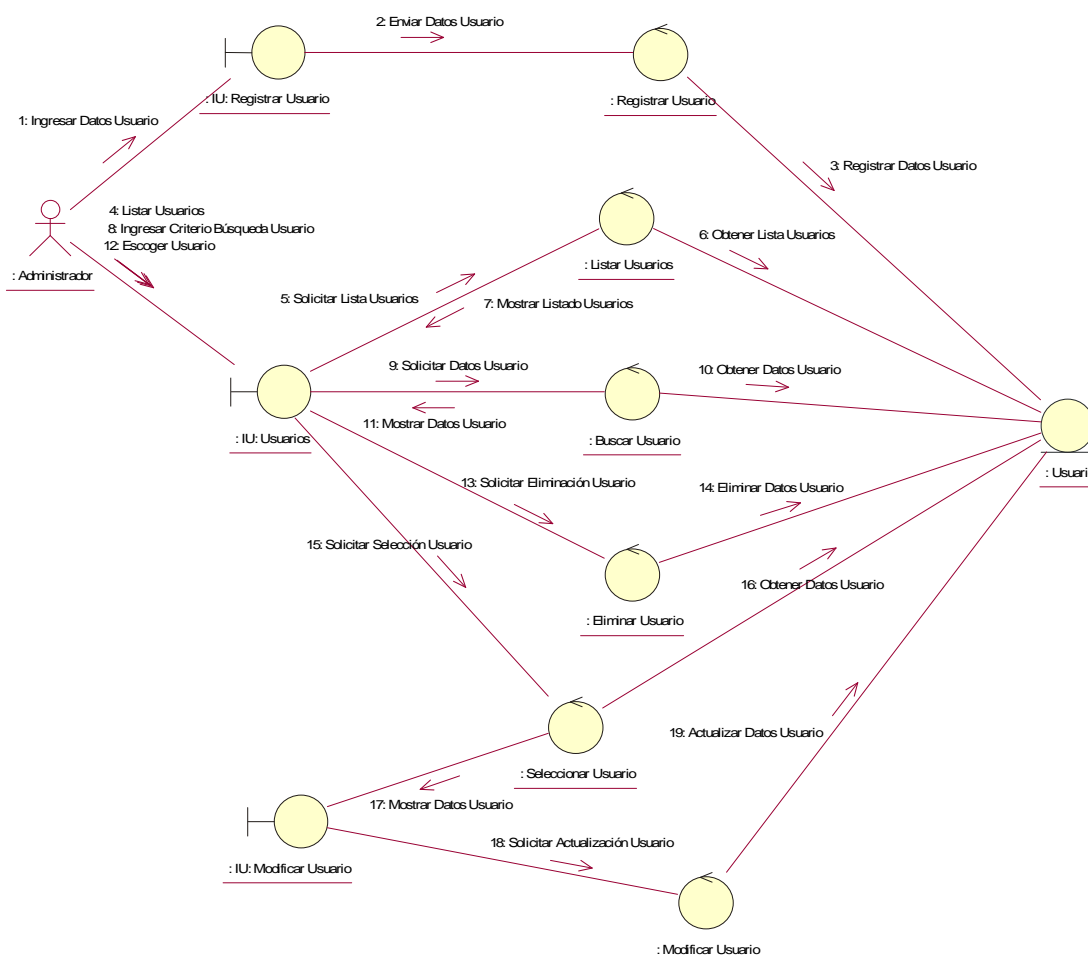 2: Enviar Datos Usuario
: IU: Registrar Usuario
: Registrar Usuario
1: Ingresar Datos Usuario
3: Registrar Datos Usuario
4: Listar Usuarios
8: Ingresar Criterio Búsqueda Usuario
12: Escoger Usuario
: Administrador
6: Obtener Lista Usuarios
: Listar Usuarios
5: Solicitar Lista Usuarios
7: Mostrar Listado Usuarios
9: Solicitar Datos Usuario
10: Obtener Datos Usuario
11: Mostrar Datos Usuario
: IU: Usuarios
: Buscar Usuario
: Usuari
13: Solicitar Eliminación Usuario
14: Eliminar Datos Usuario
15: Solicitar Selección Usuario
16: Obtener Datos Usuario
: Eliminar Usuario
19: Actualizar Datos Usuario
: Seleccionar Usuario
17: Mostrar Datos Usuario
18: Solicitar Actualización Usuario
: IU: Modificar Usuario
: Modificar Usuario